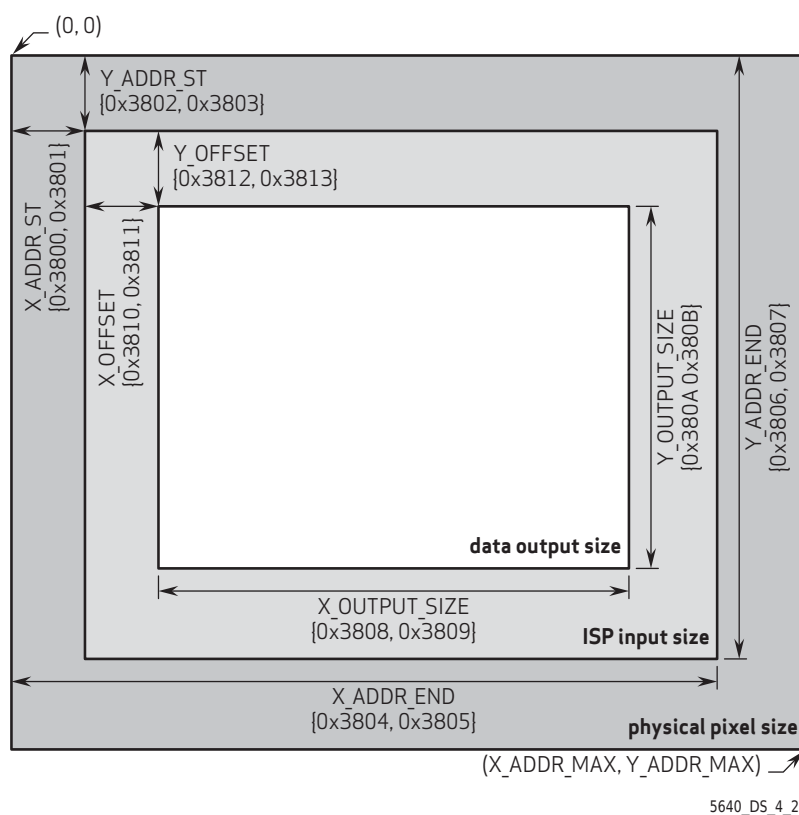 (0, 0)
Y_ADDR_ST
{0x3802, 0x3803}
X_ADDR_ST
{0x3800, 0x3801}
Y_OFFSET
{0x3812, 0x3813}
X_OFFSET
{0x3810, 0x3811}
Y_OUTPUT_SIZE
{0x380A 0x380B}
Y_ADDR_END
{0x3806, 0x3807}
data output size
X_OUTPUT_SIZE
{0x3808, 0x3809}
ISP input size
X_ADDR_END
{0x3804, 0x3805}
physical pixel size
(X_ADDR_MAX, Y_ADDR_MAX)
5640_DS_4_2